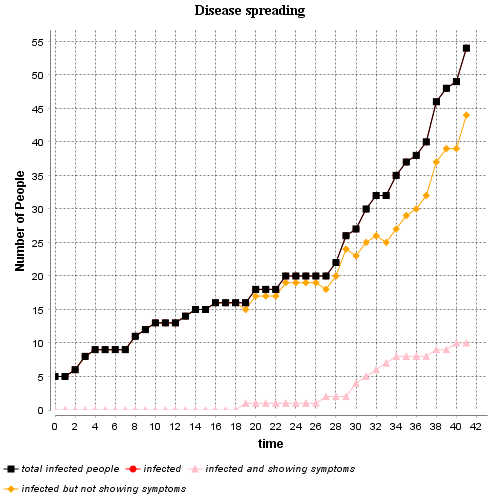 Disease spreading
55
50
45
40
35
30
25
20
15
10
5
0
Number of People
0 2 4 6 8 10 12 14 16 18 20 22 24 26 28 30 32 34 36 38 40 42
time
total infected people infected infected and showing symptoms
infected but not showing symptoms